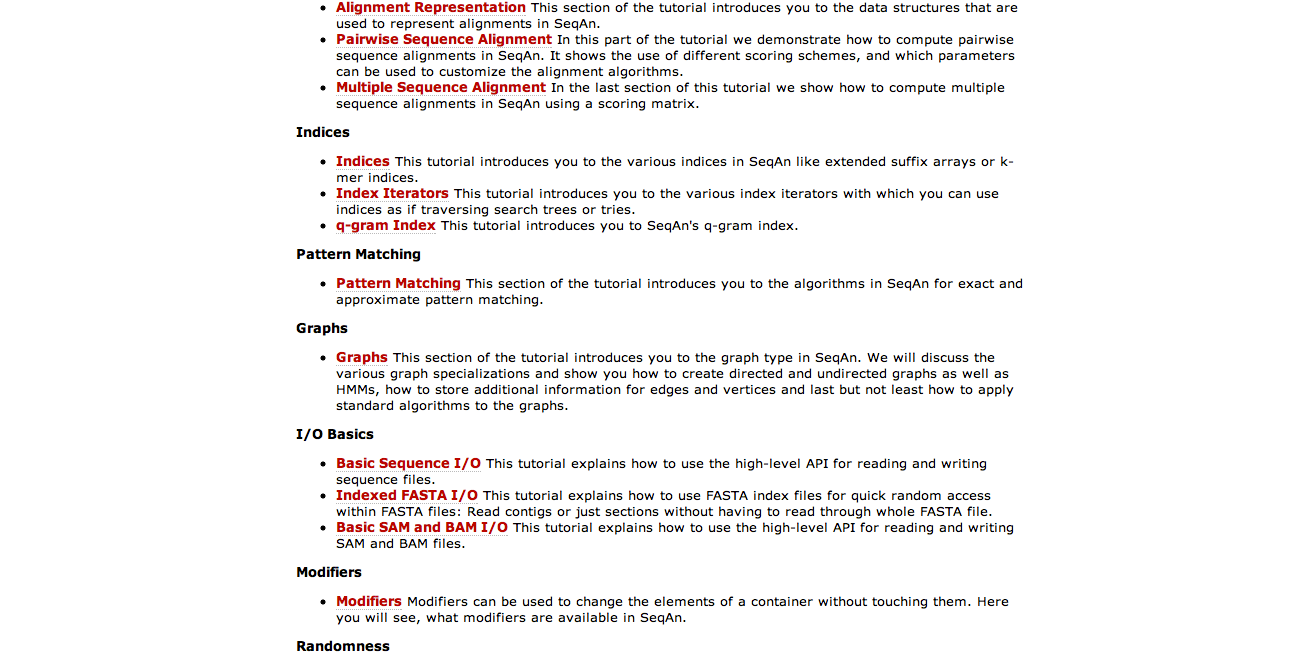 Alignment Representation This section of the tutorial introduces you to the data structures that are
used to represent alignments in SeqAn.
Pairwise Sequence Alignment In this part of the tutorial we demonstrate how to compute pairwise
sequence alignments in SeqAn. It shows the use of different scoring schemes, and which parameters
can be used to customize the alignment algorithms.
Multiple Sequence Alignment In the last section of this tutorial we show how to compute multiple
sequence alignments in SeqAn using a scoring matrix.
Indices
Indices This tutorial introduces you to the various indices in SeqAn like extended suffix arrays or k-
mer indices.
Index Iterators This tutorial introduces you to the various index iterators with which you can use
indices as if traversing search trees or tries.
q-gram Index This tutorial introduces you to SeqAn's q-gram index.
Pattern Matching
Pattern Matching This section of the tutorial introduces you to the algorithms in SeqAn for exact and
approximate pattern matching.
Graphs
Graphs This section of the tutorial introduces you to the graph type in SeqAn. We will discuss the
various graph specializations and show you how to create directed and undirected graphs as well as
HMMs, how to store additional information for edges and vertices and last but not least how to apply
standard algorithms to the graphs.
I/O Basics
Basic Sequence I/O This tutorial explains how to use the high-level API for reading and writing
sequence files.
Indexed FASTA I/O This tutorial explains how to use FASTA index files for quick random access
within FASTA files: Read contigs or just sections without having to read through whole FASTA file.
Basic SAM and BAM I/O This tutorial explains how to use the high-level API for reading and writing
SAM and BAM files.
Modifiers
Modifiers Modifiers can be used to change the elements of a container without touching them. Here
you will see, what modifiers are available in SeqAn.
Randomness